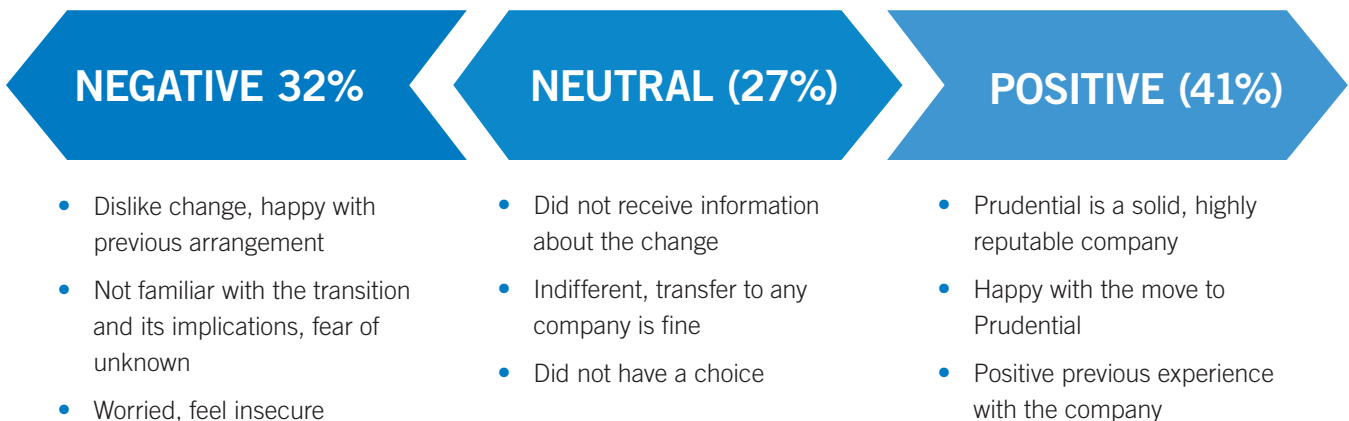 NEGATIVE 32%
• Dislike change, happy with
previous arrangement
• Not familiar with the transition
and its implications, fear of
unknown
• Worried, feel insecure
NEUTRAL (27%)
• Did not receive information
about the change
• Indifferent, transfer to any
company is fine
• Did not have a choice
POSITIVE (41%)
• Prudential is a solid, highly
reputable company
• Happy with the move to
Prudential
• Positive previous experience
with the company